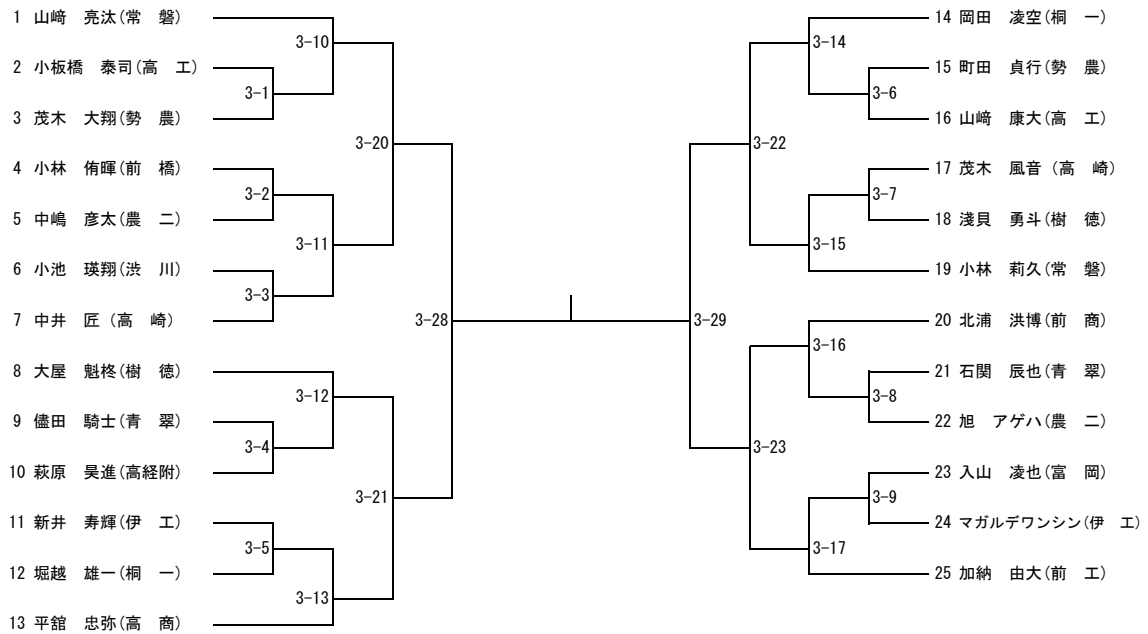 1 山﨑　亮汰(常　磐)
3-10
2 小板橋　泰司(高　工)
3-1
3 茂木　大翔(勢　農)
3-20
4 小林　侑暉(前　橋)
3-2
5 中嶋　彦太(農　二)
3-11
6 小池　瑛翔(渋　川)
3-3
7 中井　匠（高　崎）
3-28
8 大屋　魁柊(樹　徳)
3-12
9 儘田　騎士(青　翠)
3-4
10 萩原　昊進(高経附)
3-21
11 新井　寿輝(伊　工)
3-5
12 堀越　雄一(桐　一)
3-13
13 平舘　忠弥(高　商)
14 岡田　凌空(桐　一)
3-14
15 町田　貞行(勢　農)
3-6
16 山﨑　康大(高　工)
3-22
17 茂木　風音（高　崎）
3-7
18 淺貝　勇斗(樹　徳)
3-15
19 小林　莉久(常　磐)
3-29
20 北浦　洪博(前　商)
3-16
21 石関　辰也(青　翠)
3-8
22 旭　アゲハ(農　二)
3-23
23 入山　凌也(富　岡)
3-9
24 マガルデワンシン(伊　工)
3-17
25 加納　由大(前　工)